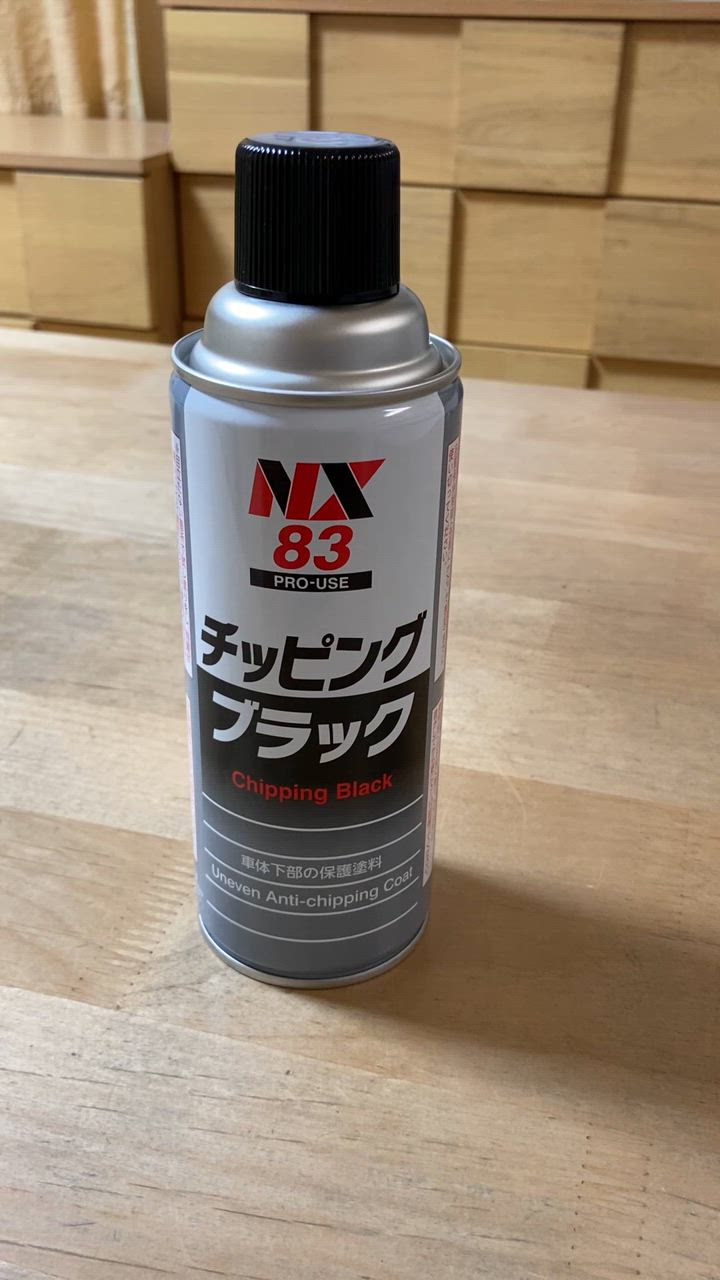 NX
83
PRO-USE
チッピング
ブラック
Chipping Black
車体下部の保護塗料
Uneven Anti-chipping Coat